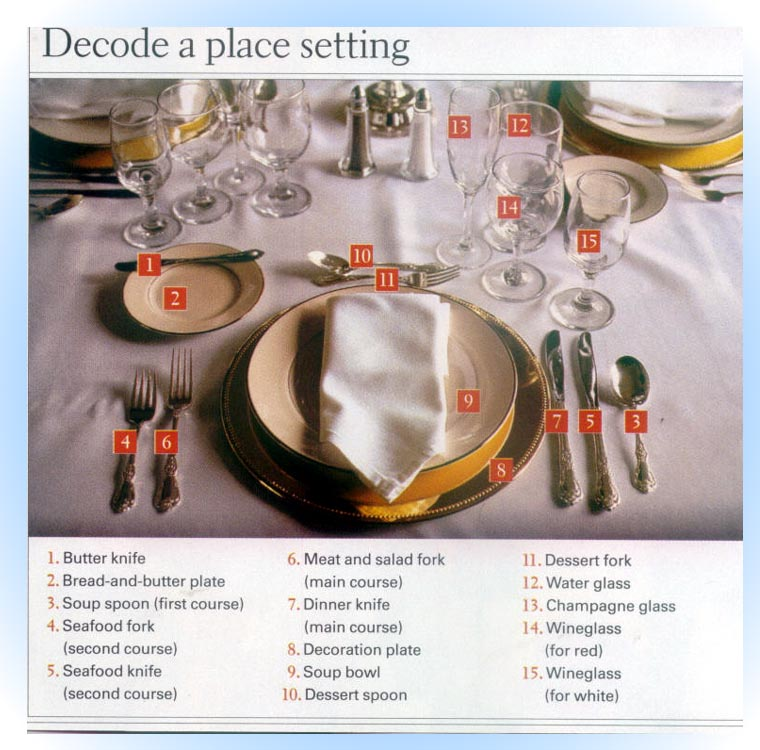 Decode a place setting
13
12
14
15
1
10
11
2
9
4
6
7
5
3
8
1. Butter knife
2. Bread-and-butter plate
3. Soup spoon (first course)
4. Seafood fork
(second course)
5. Seafood knife
(second course)
6. Meat and salad fork
(main course)
7. Dinner knife
(main course)
8. Decoration plate
9. Soup bowl
10. Dessert spoon
11. Dessert fork
12. Water glass
13. Champagne glass
14. Wineglass
(for red)
15. Wineglass
(for white)